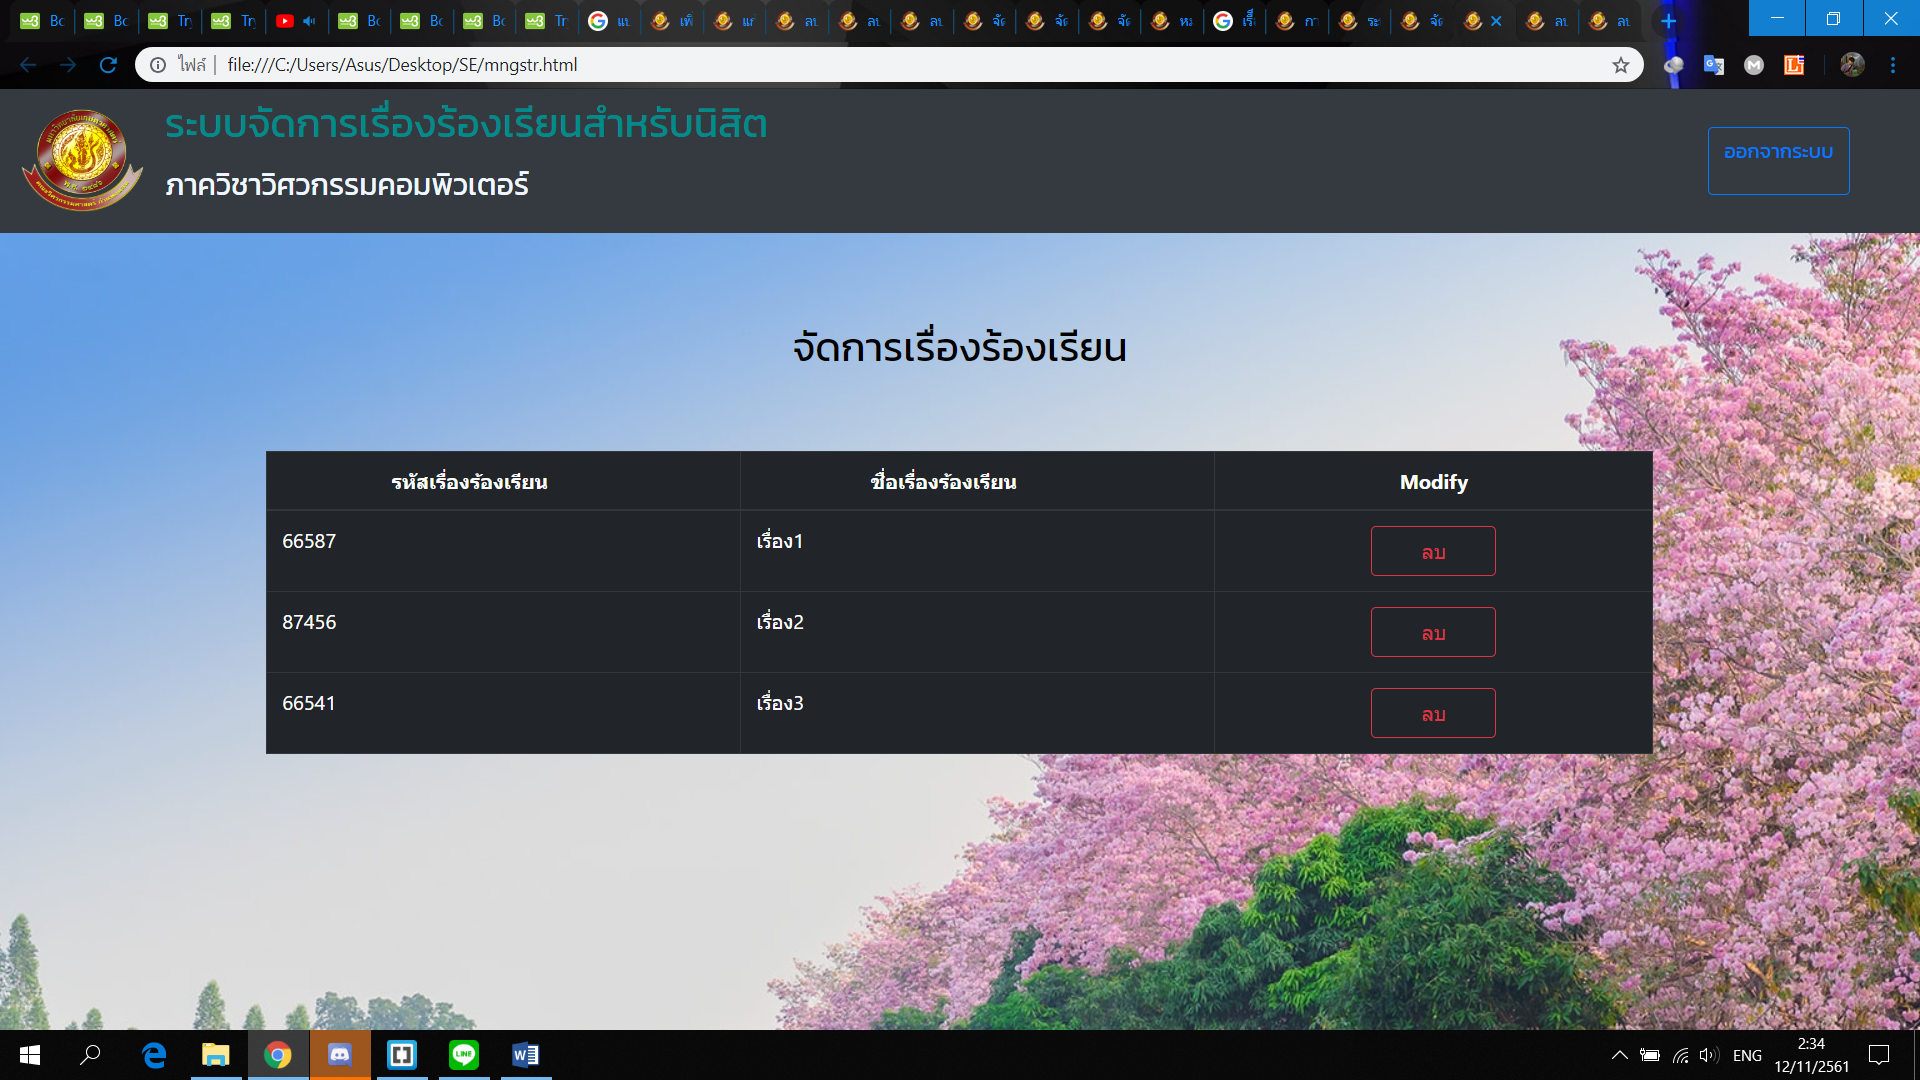 ไฟล์ | file:///C:/Users/Asus/Desktop/SE/mngstr.html
ระบบจัดการเรื่องร้องเรียนสำหรับนิสิต
ภาควิชาวิศวกรรมคอมพิวเตอร์
ออกจากระบบ
จัดการเรื่องร้องเรียน
รหัสเรื่องร้องเรียน ชื่อเรื่องร้องเรียน Modify
66587 เรื่อง1 ลบ
87456 เรื่อง2 ลบ
66541 เรื่อง3 ลบ
ENG
2:34
12/11/2561